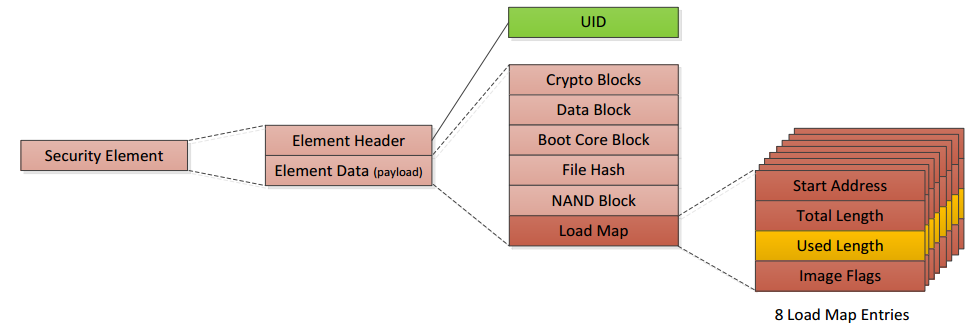 UID
Crypto Blocks
Data Block
Boot Core Block
File Hash
NAND Block
Load Map
Security Element
Element Header
Element Data (payload)
Start Address
Total Length
Used Length
Image Flags
8 Load Map Entries